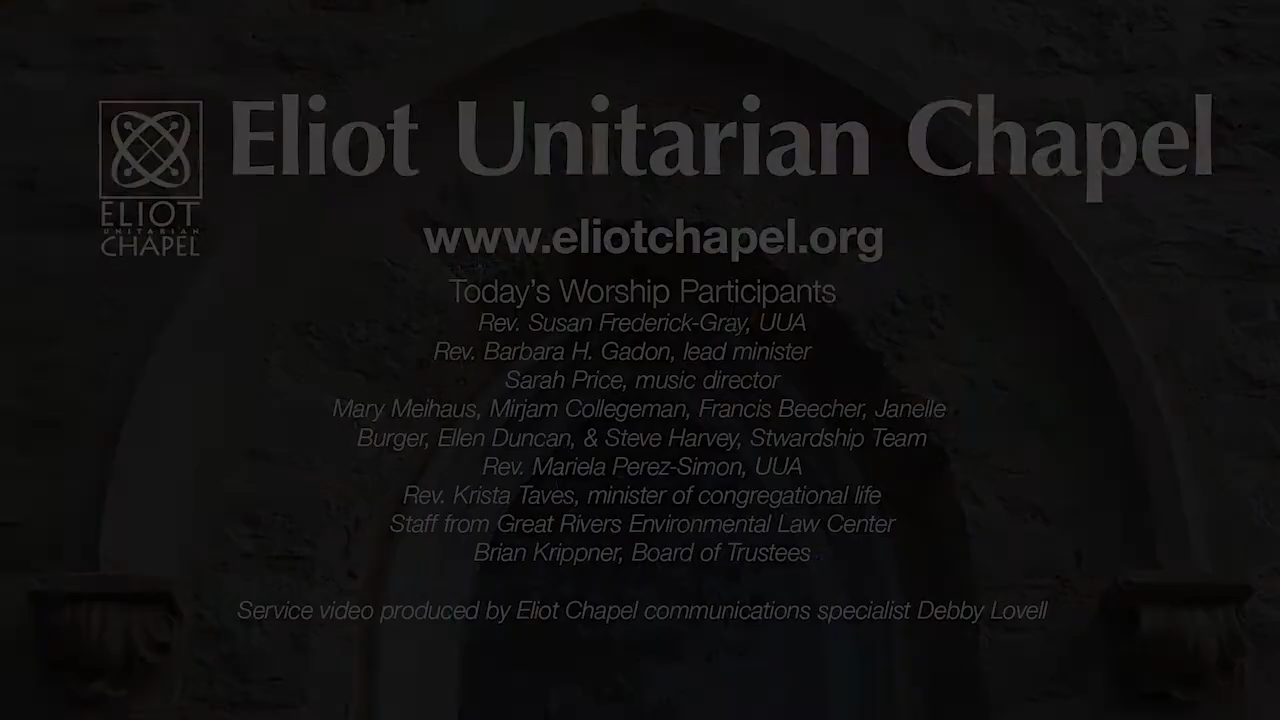 Eliot Unitarian Chapel
ELIOT
UNITARIAN
CHAPEL
www.eliotchapel.org
Today's Worship Participants
Rev. Susan Frederick-Gray, UUA
Rev. Barbara H. Gadon, lead minister
Sarah Price, music director
Mary Meihaus, Mirjam Collegeman, Francis Beecher, Janelle
Burger, Ellen Duncan, & Steve Harvey, Stwardship Team
Rev. Mariela Perez-Simon, UUA
Rev. Krista Taves, minister of congregational life
Staff from Great Rivers Environmental Law Center
Brian Krippner, Board of Trustees
Service video produced by Eliot Chapel communications specialist Debby Lovell